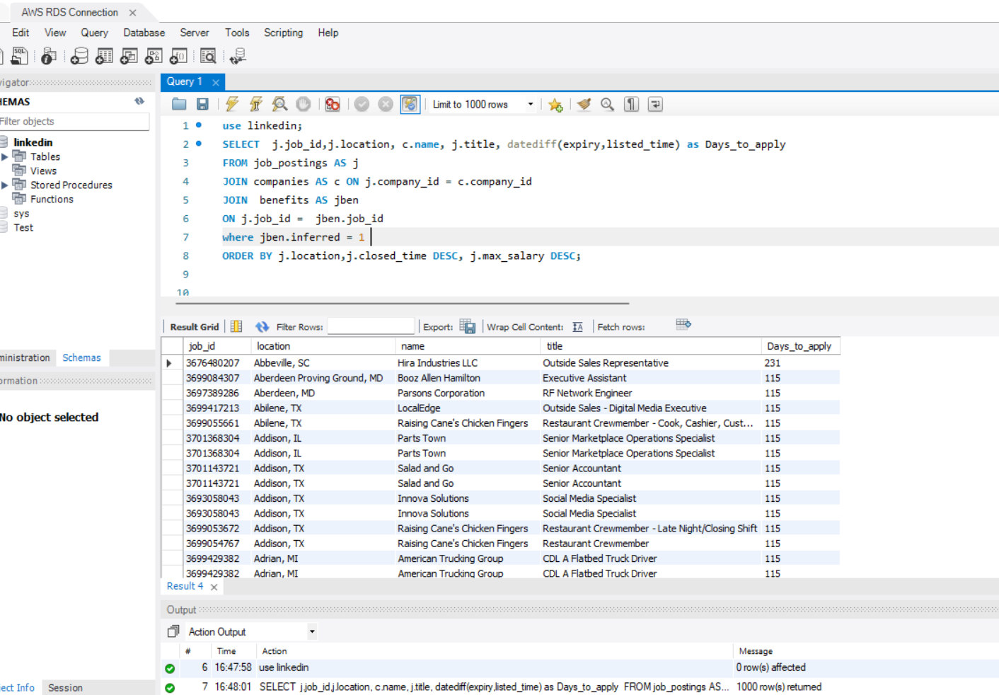 AWS RDS Connection
Edit View Query Database Server Tools Scripting Help
SQL
vigator
Query 1
HEMAS
Filter objects
Limit to 1000 rows
linkedin
Tables
Views
Stored Procedures
Functions
sys
Test
1 use linkedin;
2 SELECT  j.job_id,j.location, c.name, j.title, datediff(expiry,listed_time) as Days_to_apply
3 FROM job_postings AS j
4 JOIN companies AS c ON j.company_id = c.company_id
5 JOIN  benefits AS jben
6 ON j.job_id =  jben.job_id
7 where jben.inferred = 1
8 ORDER BY j.location,j.closed_time DESC, j.max_salary DESC;
9
10
ministration Schemas
ormation
No object selected
Result Grid Filter Rows: Export: Wrap Cell Content: IA Fetch rows:
job_id location name title Days_to_apply
3676480207 Abbeville, SC Hira Industries LLC Outside Sales Representative 231
3699084307 Aberdeen Proving Ground, MD Booz Allen Hamilton Executive Assistant 115
3697389286 Aberdeen, MD Parsons Corporation RF Network Engineer 115
3699417213 Abilene, TX LocalEdge Outside Sales - Digital Media Executive 115
3699055661 Abilene, TX Raising Cane's Chicken Fingers Restaurant Crewmember - Cook, Cashier, Cust... 115
3701368304 Addison, IL Parts Town Senior Marketplace Operations Specialist 115
3701368304 Addison, IL Parts Town Senior Marketplace Operations Specialist 115
3701143721 Addison, TX Salad and Go Senior Accountant 115
3701143721 Addison, TX Salad and Go Senior Accountant 115
3693058043 Addison, TX Innova Solutions Social Media Specialist 115
3693058043 Addison, TX Innova Solutions Social Media Specialist 115
3699053672 Addison, TX Raising Cane's Chicken Fingers Restaurant Crewmember - Late Night/Closing Shift 115
3699054767 Addison, TX Raising Cane's Chicken Fingers Restaurant Crewmember 115
3699429382 Adrian, MI American Trucking Group CDL A Flatbed Truck Driver 115
3699429382 Adrian, MI American Trucking Group CDL A Flatbed Truck Driver 115
Result 4
Output
Action Output
# Time Action Message
6 16:47:58 use linkedin 0 row(s) affected
7 16:48:01 SELECT  j.job_id,j.location, c.name, j.title, datediff(expiry,listed_time) as Days_to_apply  FROM job_postings AS... 1000 row(s) returned
ject Info Session